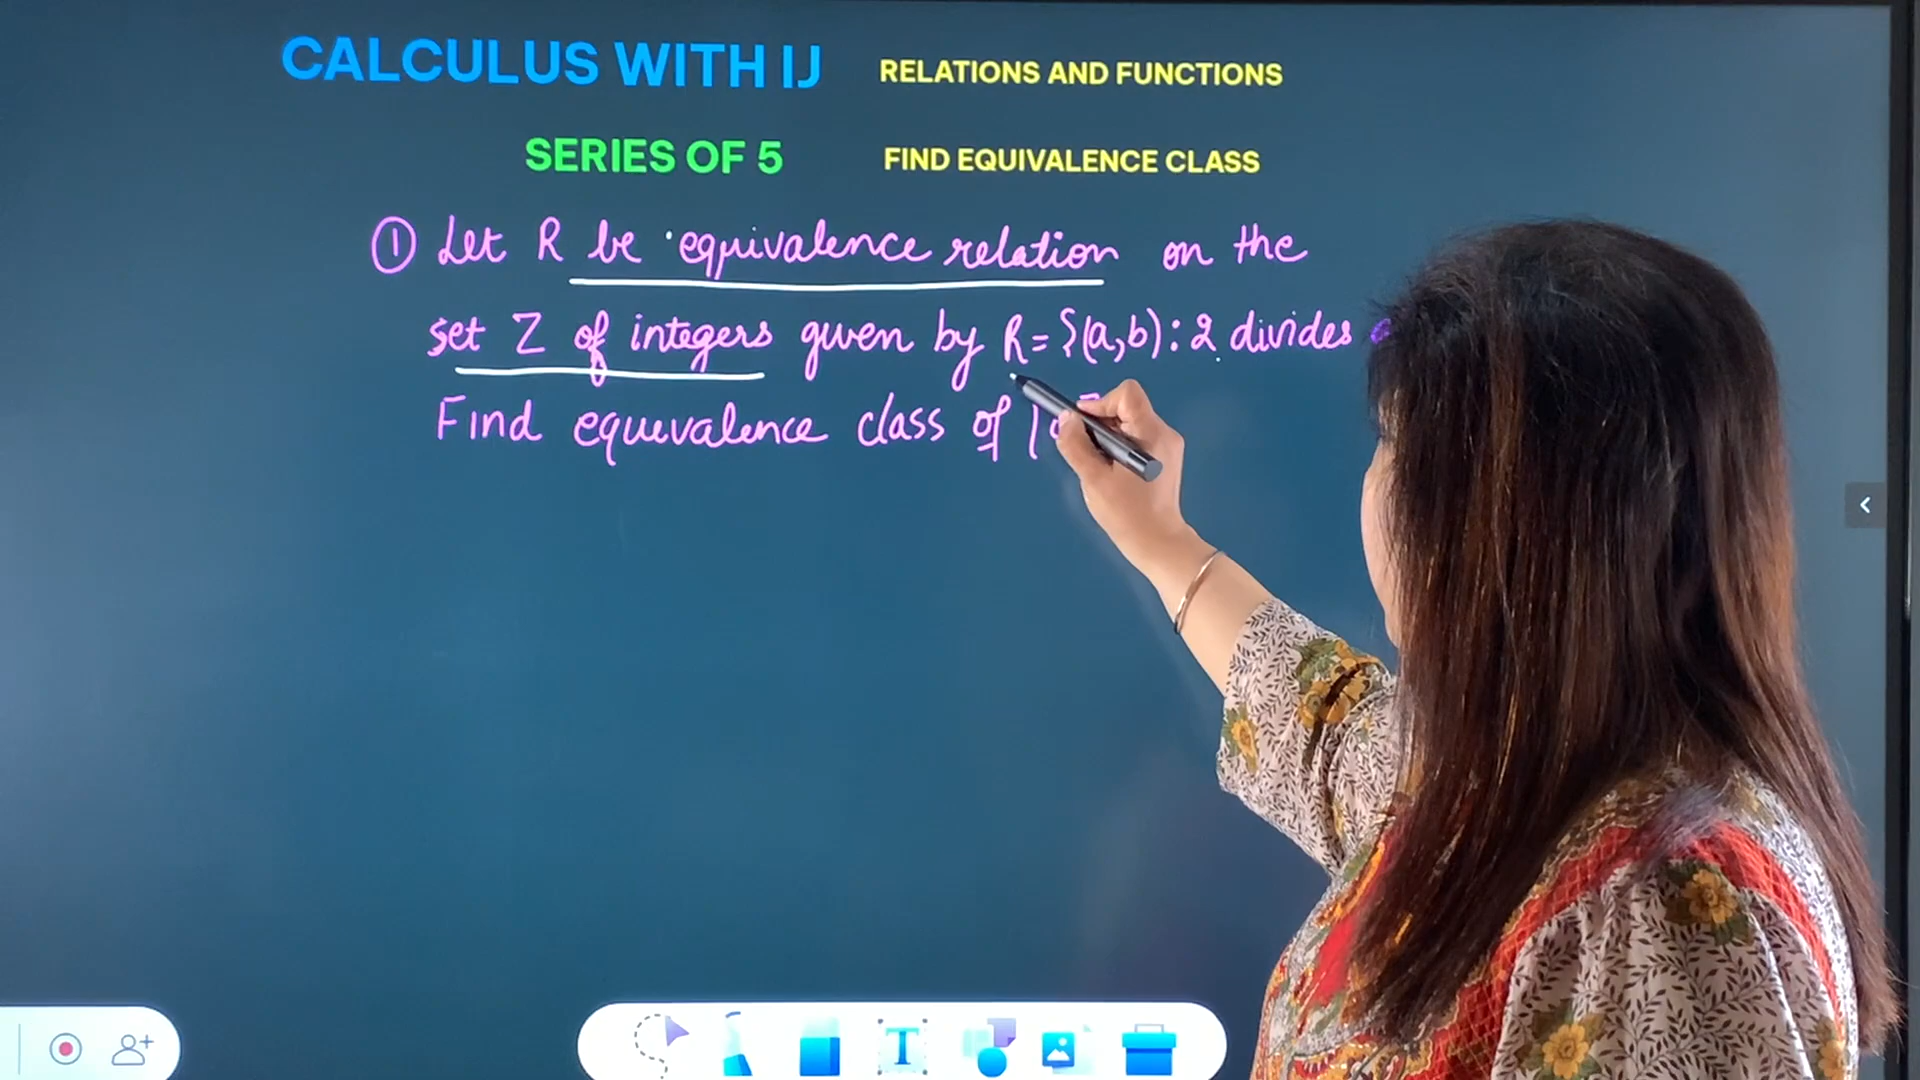 CALCULUS WITH IJ
RELATIONS AND FUNCTIONS
SERIES OF 5
FIND EQUIVALENCE CLASS
① Let R be equivalence relation on the
set Z of integers given by R = {(a,b) : 2 divides
Find equivalence class of
T